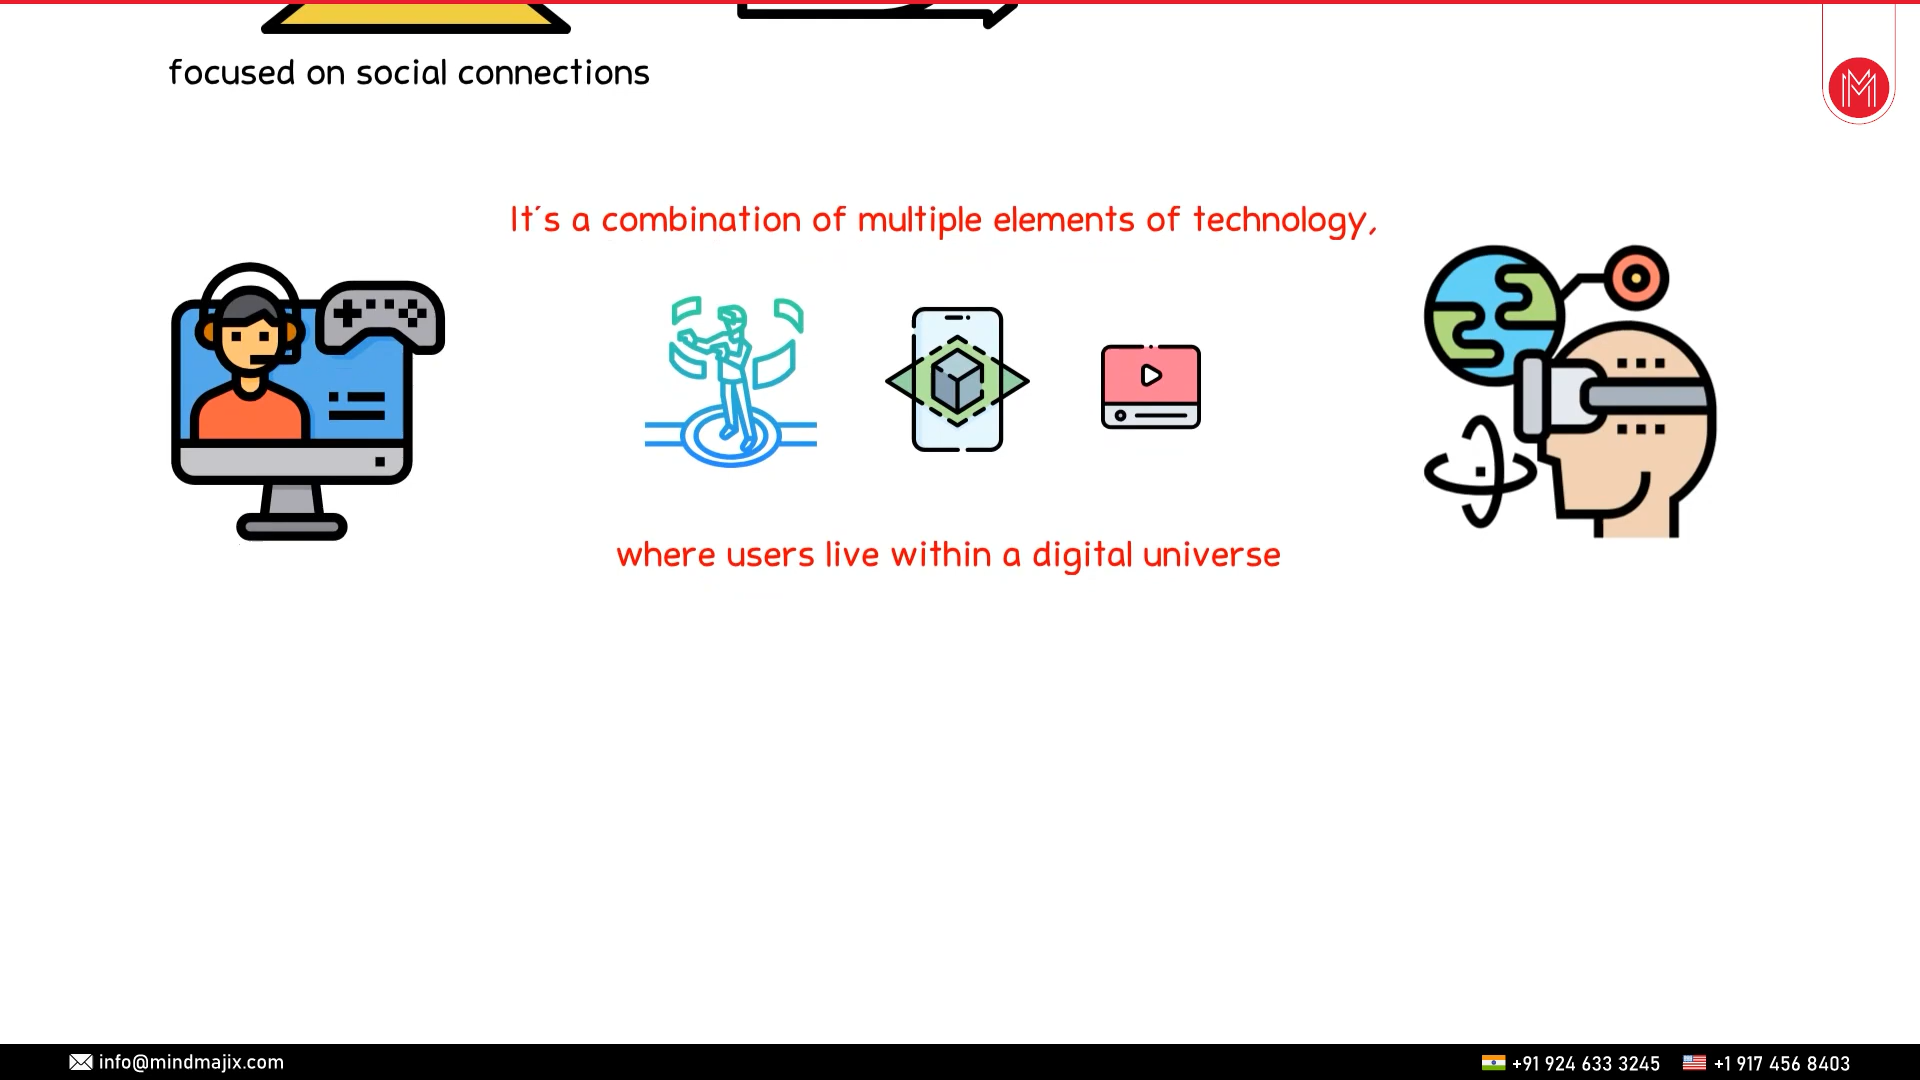 focused on social connections
It's a combination of multiple elements of technology,
where users live within a digital universe
info@mindmajix.com
+91 924 633 3245
+1 917 456 8403